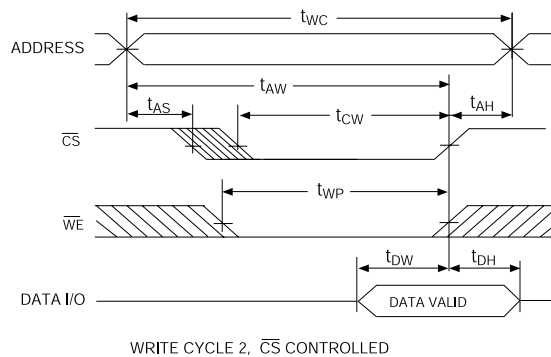 tWC
ADDRESS
tAW
tAS
tCW
tAH
CS
tWP
WE
tDW
tDH
DATA I/O
DATA VALID
WRITE CYCLE 2, CS CONTROLLED